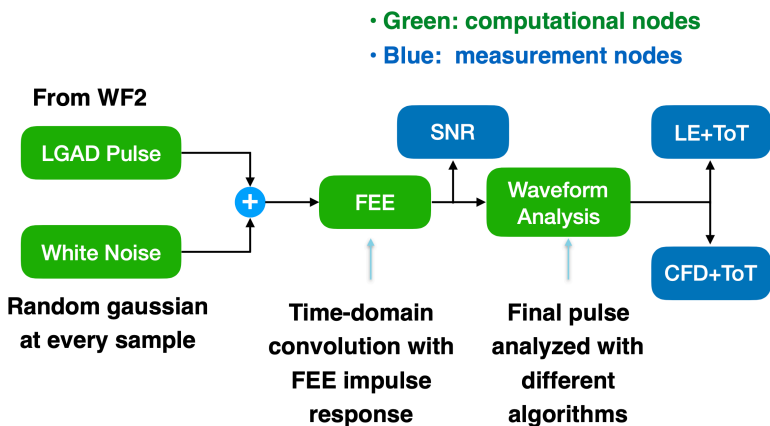 • Green: computational nodes
• Blue: measurement nodes
From WF2
LGAD Pulse
SNR
LE+ToT
+
FEE
Waveform
Analysis
White Noise
CFD+ToT
Random gaussian
at every sample
Time-domain
convolution with
FEE impulse
response
Final pulse
analyzed with
different
algorithms